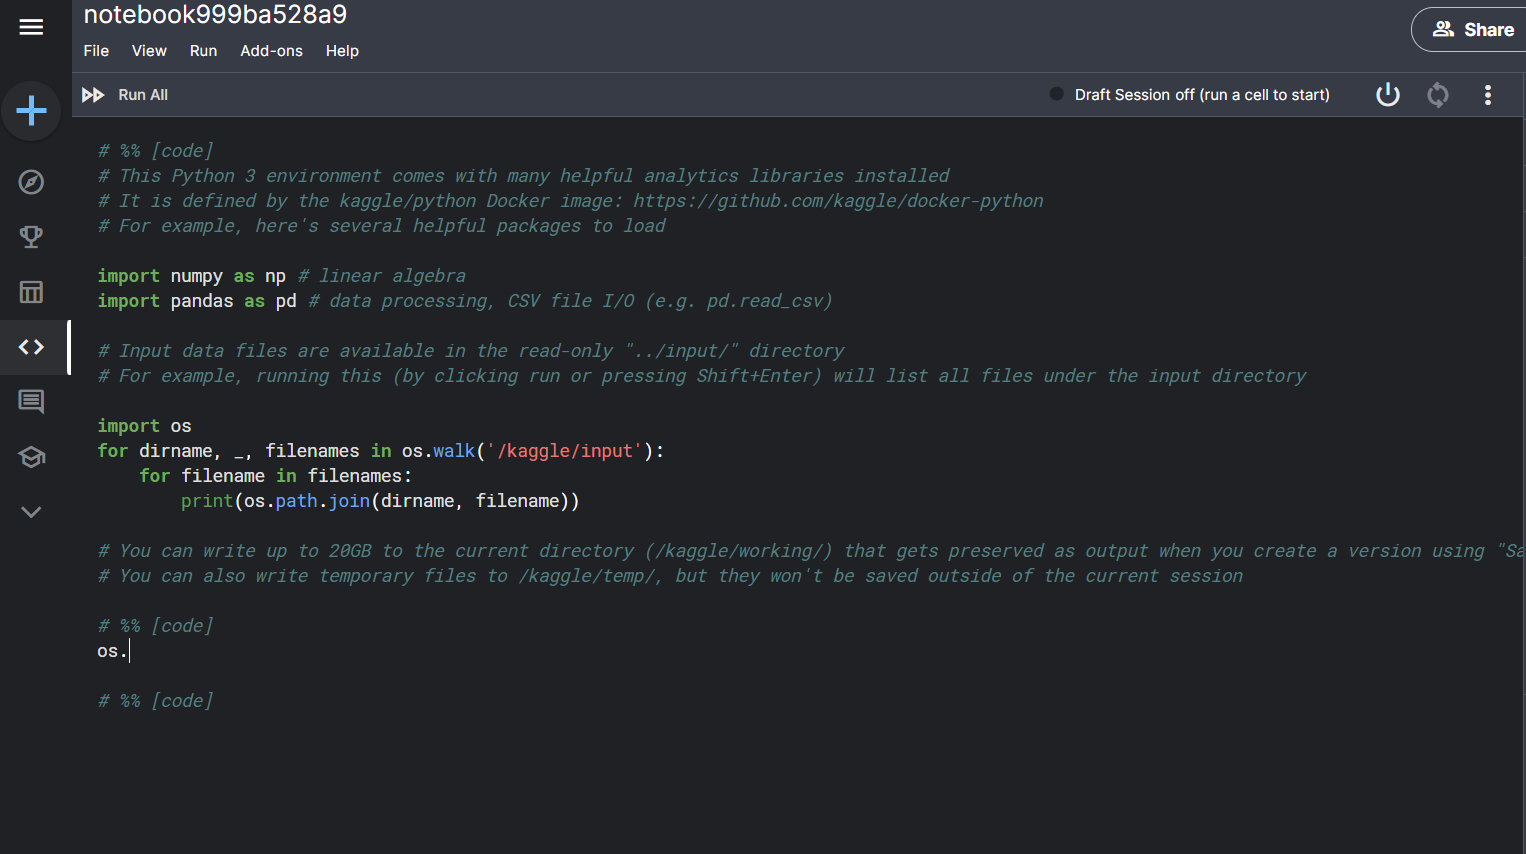 notebook999ba528a9
File View Run Add-ons Help
Share
Run All
Draft Session off (run a cell to start)
# %% [code]
# This Python 3 environment comes with many helpful analytics libraries installed
# It is defined by the kaggle/python Docker image: https://github.com/kaggle/docker-python
# For example, here's several helpful packages to load
import numpy as np # linear algebra
import pandas as pd # data processing, CSV file I/O (e.g. pd.read_csv)
# Input data files are available in the read-only "../input/" directory
# For example, running this (by clicking run or pressing Shift+Enter) will list all files under the input directory
import os
for dirname, _, filenames in os.walk('/kaggle/input'):
    for filename in filenames:
        print(os.path.join(dirname, filename))
# You can write up to 20GB to the current directory (/kaggle/working/) that gets preserved as output when you create a version using "Sa
# You can also write temporary files to /kaggle/temp/, but they won't be saved outside of the current session
# %% [code]
os.
# %% [code]